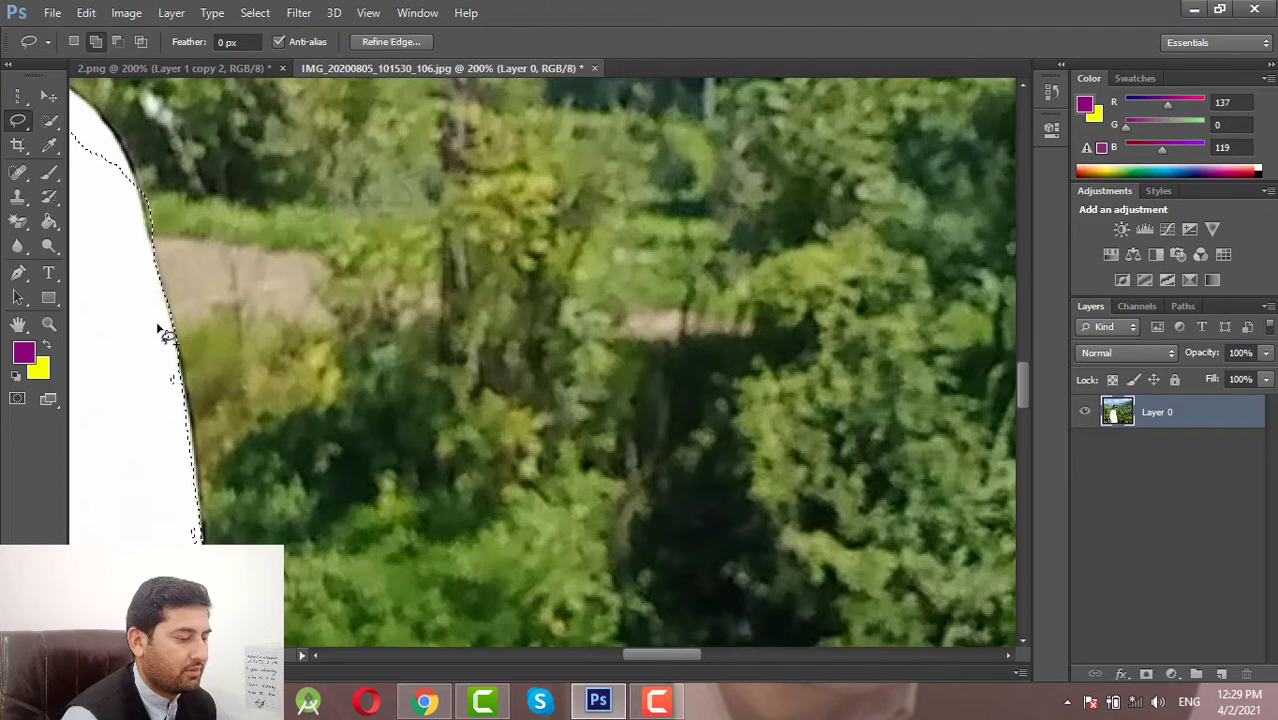 Ps File Edit Image Layer Type Select Filter 3D View Window Help
Feather: 0 px Anti-alias Refine Edge... Essentials
2.png @ 200% (Layer 1 copy 2, RGB/8) * × IMG_20200805_101530_106.jpg @ 200% (Layer 0, RGB/8) * ×
Color Swatches
R 137
G 0
B 119
Adjustments Styles
Add an adjustment
Layers Channels Paths
Kind
Normal Opacity: 100%
Lock: Fill: 100%
Layer 0
Ps
ENG
12:29 PM
4/2/2021